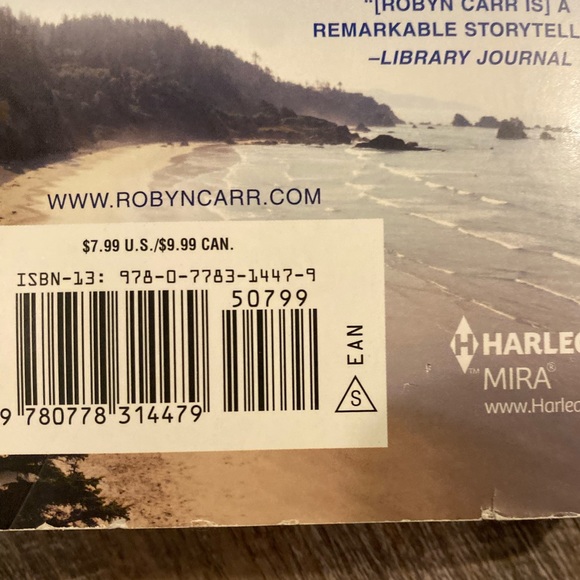 "[ROBYN CARR IS] A
REMARKABLE STORYTELL
–LIBRARY JOURNAL
WWW.ROBYNCARR.COM
$7.99 U.S./$9.99 CAN.
ISBN-13: 978-0-7783-1447-9
50799
9 780778 314479
EAN
S
H HARLEQ
™ MIRA®
www.Harleq